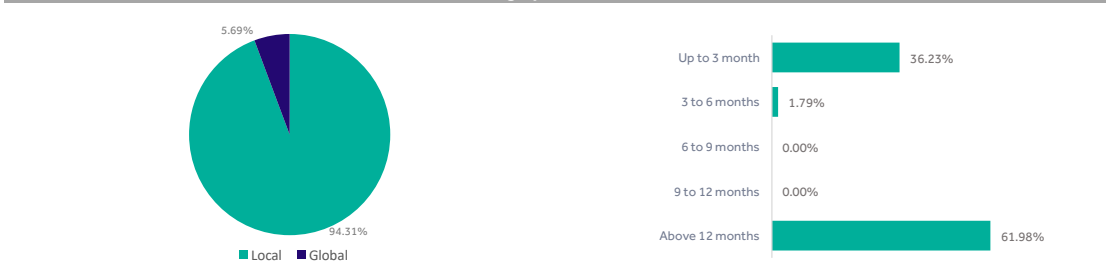 5.69%
94.31%
Local Global
Up to 3 month 36.23%
3 to 6 months 1.79%
6 to 9 months 0.00%
9 to 12 months 0.00%
Above 12 months 61.98%